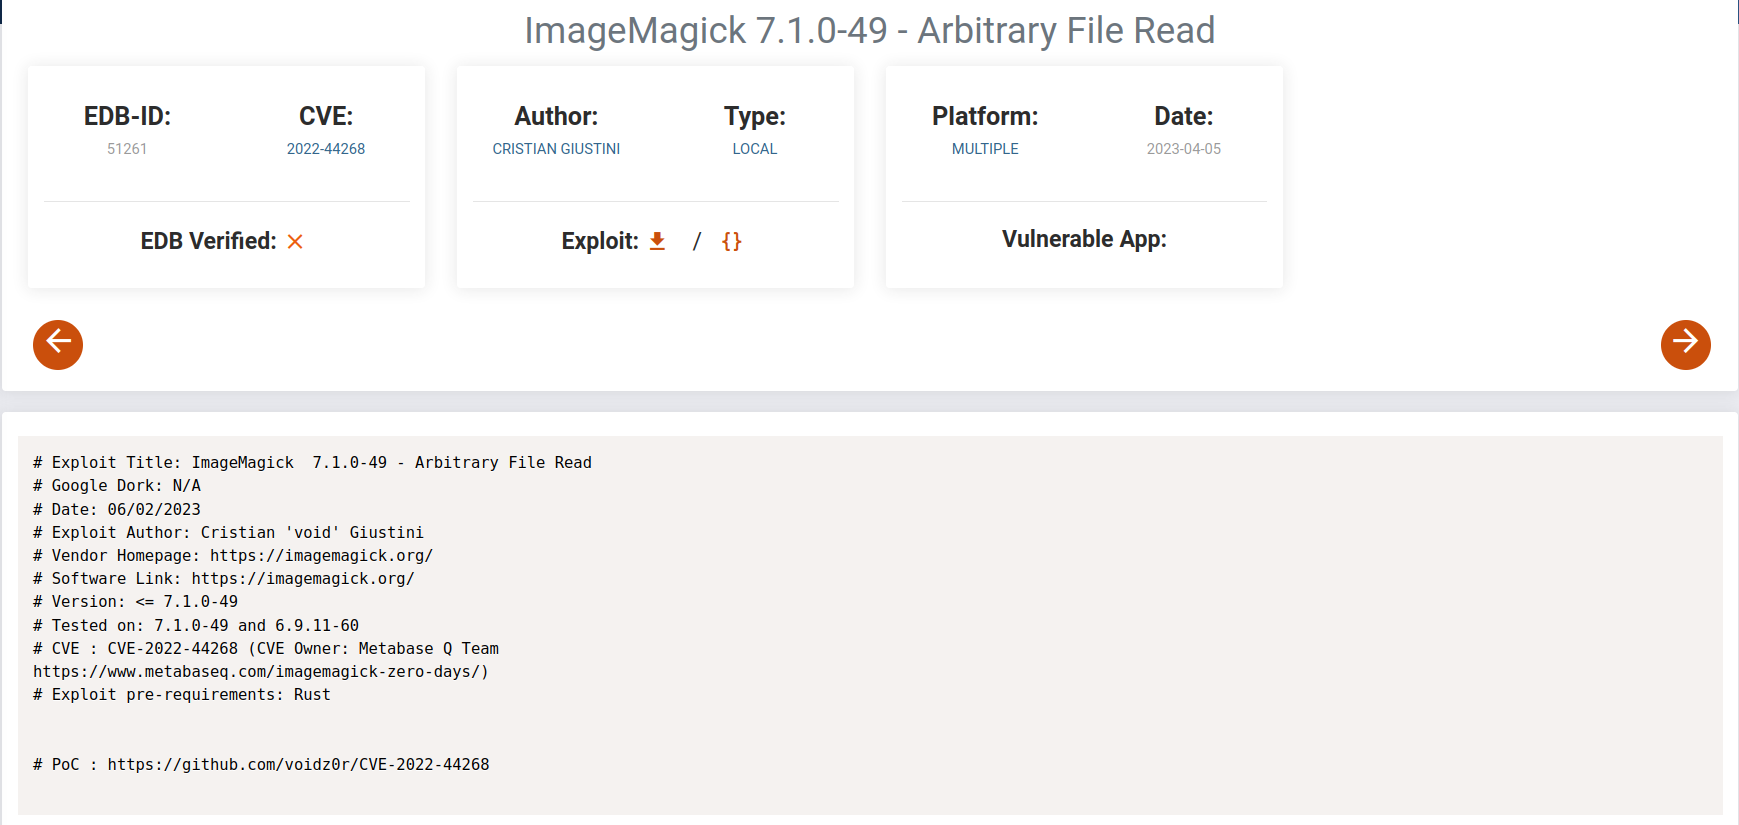 ImageMagick 7.1.0-49 - Arbitrary File Read
EDB-ID:
51261
CVE:
2022-44268
EDB Verified:
Author:
CRISTIAN GIUSTINI
Type:
LOCAL
Exploit: / {}
Platform:
MULTIPLE
Date:
2023-04-05
Vulnerable App:
# Exploit Title: ImageMagick  7.1.0-49 - Arbitrary File Read
# Google Dork: N/A
# Date: 06/02/2023
# Exploit Author: Cristian 'void' Giustini
# Vendor Homepage: https://imagemagick.org/
# Software Link: https://imagemagick.org/
# Version: <= 7.1.0-49
# Tested on: 7.1.0-49 and 6.9.11-60
# CVE : CVE-2022-44268 (CVE Owner: Metabase Q Team
https://www.metabaseq.com/imagemagick-zero-days/)
# Exploit pre-requirements: Rust
# PoC : https://github.com/voidz0r/CVE-2022-44268